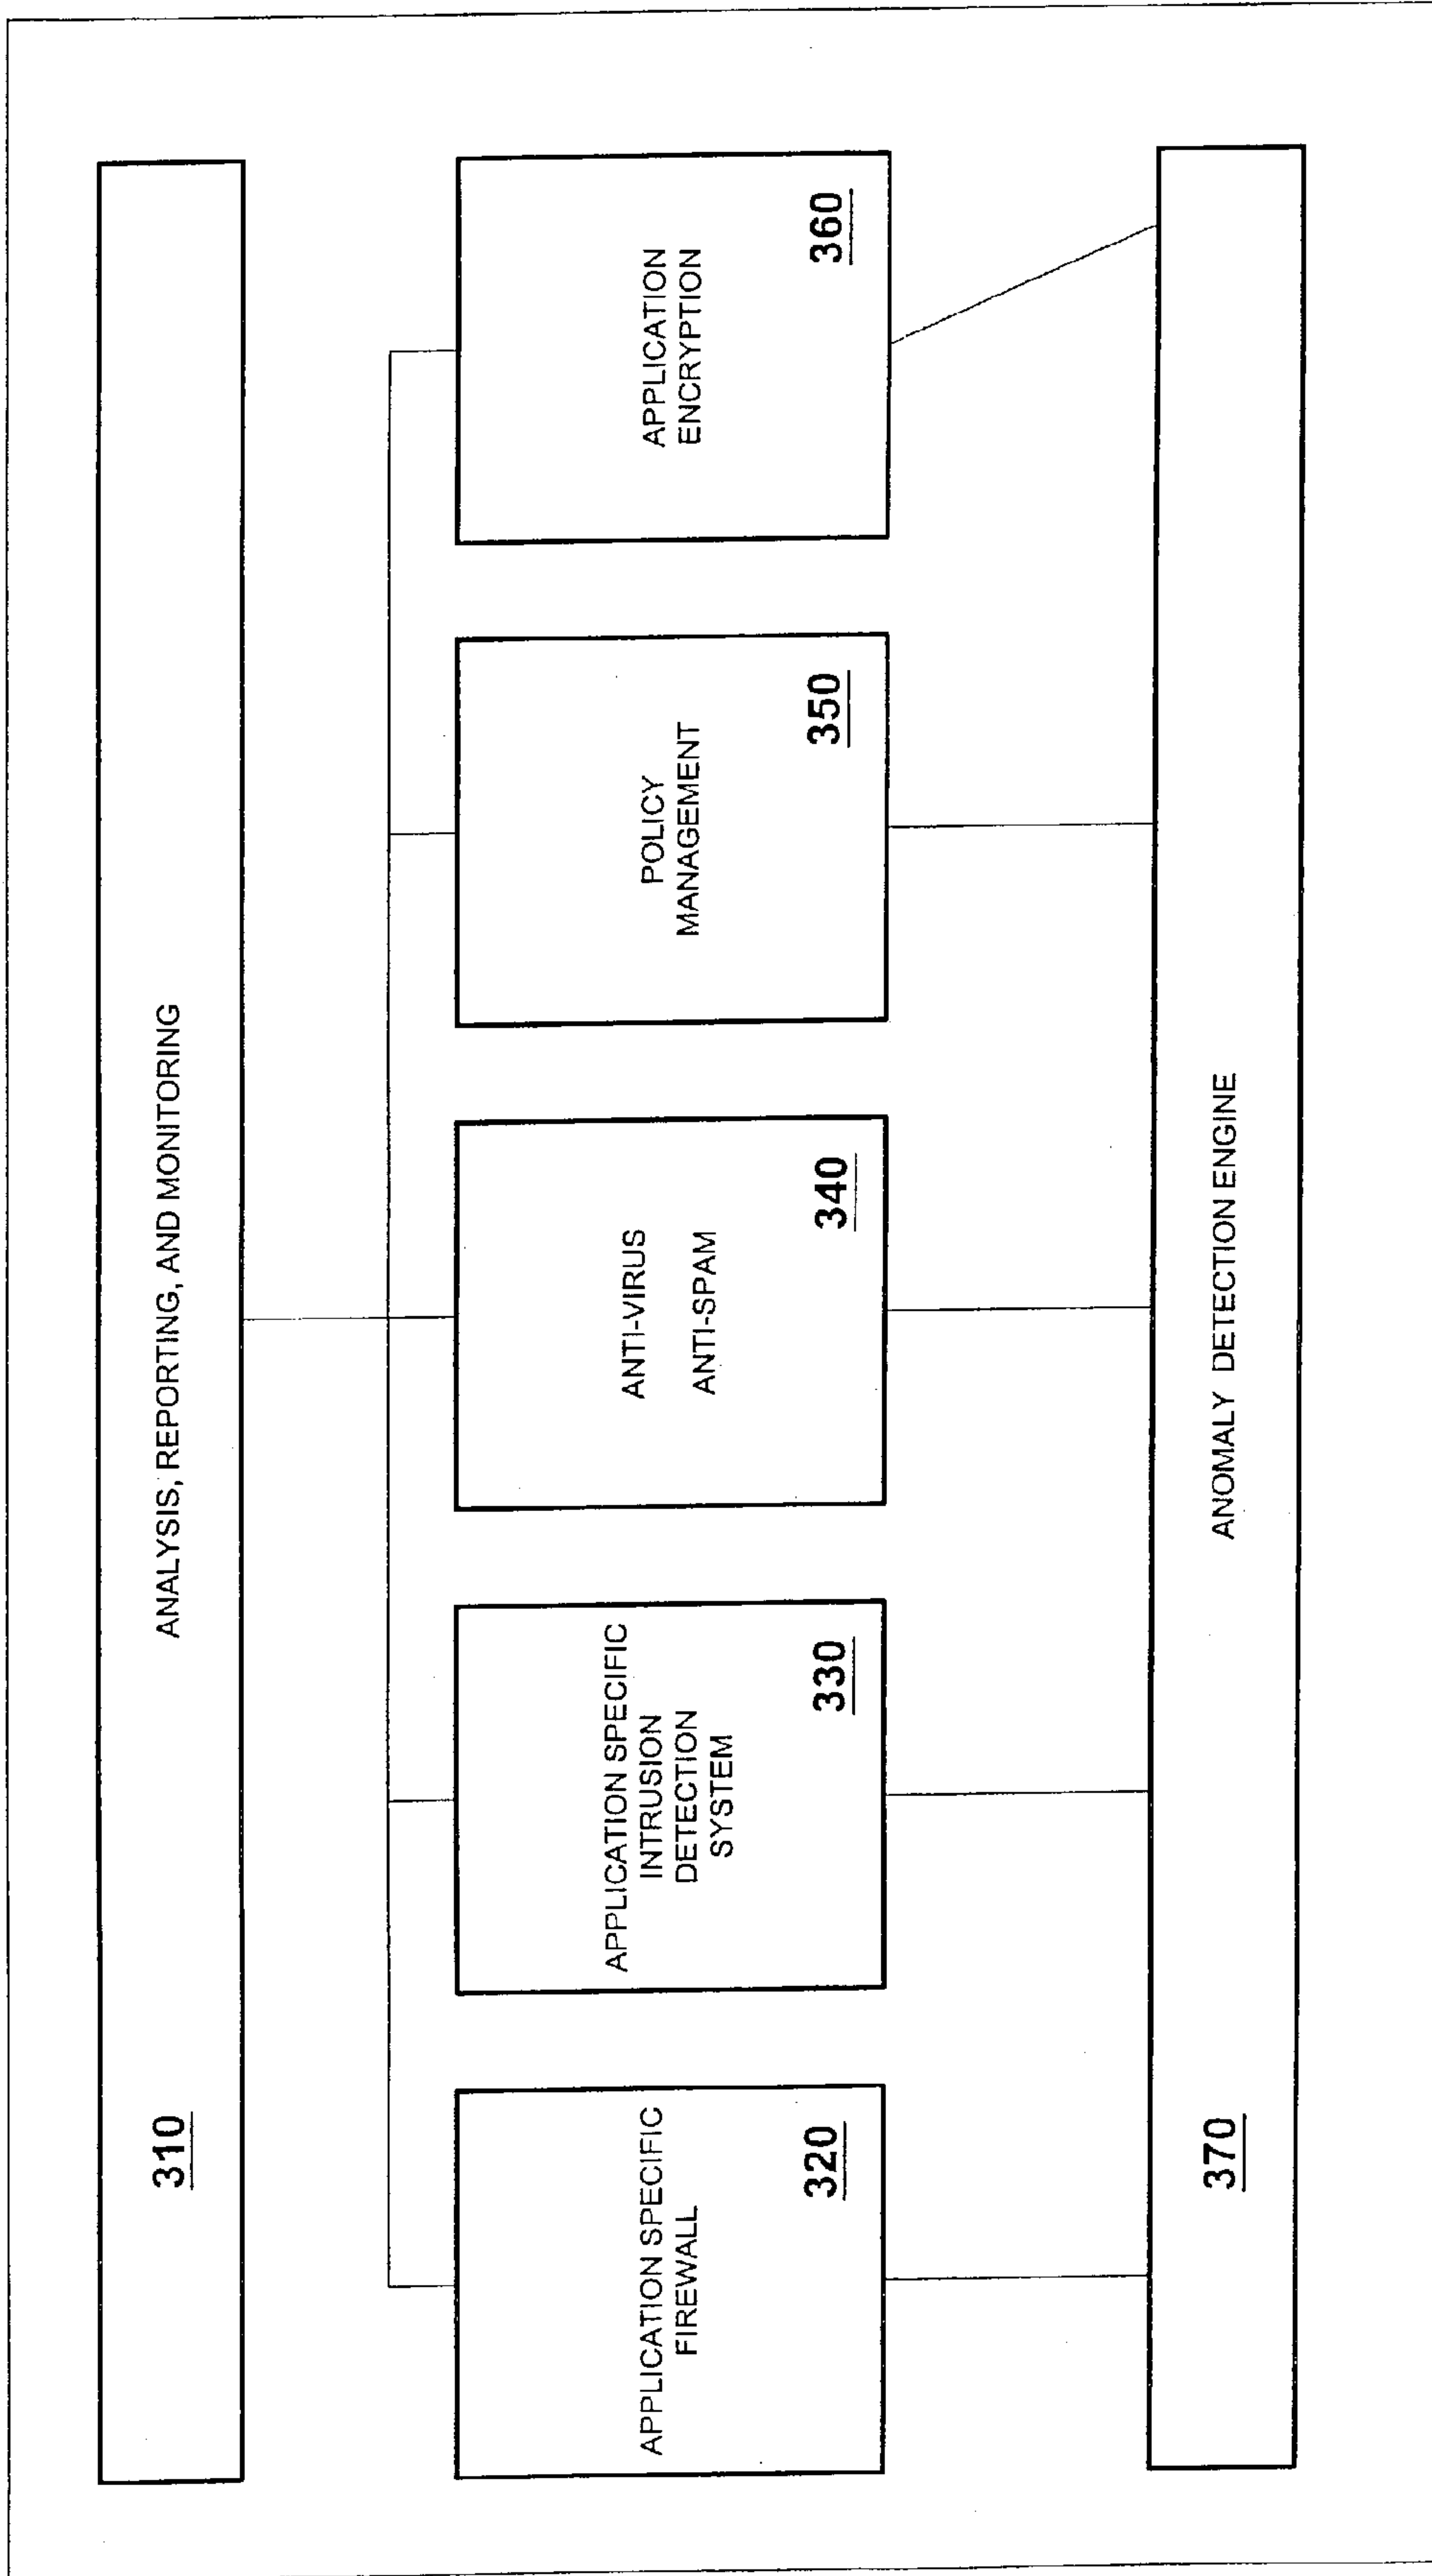 310
ANALYSIS, REPORTING, AND MONITORING
APPLICATION SPECIFIC
FIREWALL
320
APPLICATION SPECIFIC
INTRUSION
DETECTION
SYSTEM
330
ANTI-VIRUS
ANTI-SPAM
340
POLICY
MANAGEMENT
350
APPLICATION
ENCRYPTION
360
370
ANOMALY DETECTION ENGINE